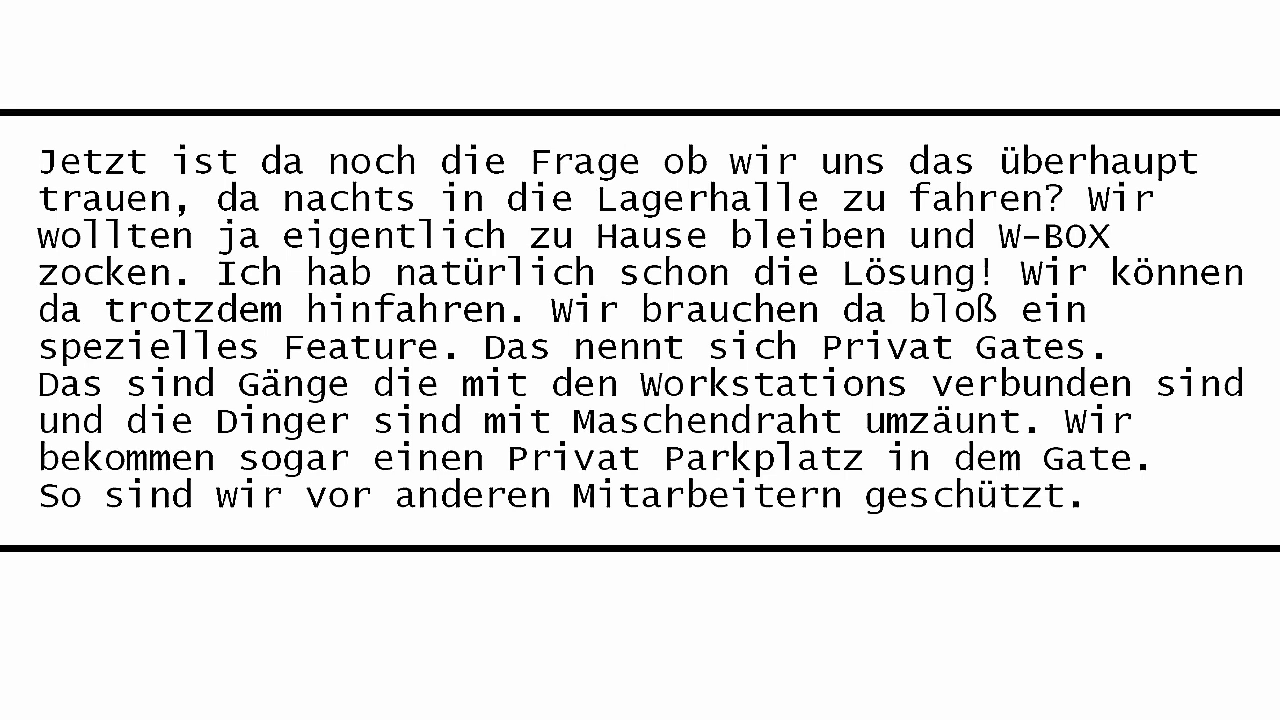 Jetzt ist da noch die Frage ob wir uns das überhaupt
trauen, da nachts in die Lagerhalle zu fahren? Wir
wollten ja eigentlich zu Hause bleiben und W-BOX
zocken. Ich hab natürlich schon die Lösung! Wir können
da trotzdem hinfahren. Wir brauchen da bloß ein
spezielles Feature. Das nennt sich Privat Gates.
Das sind Gänge die mit den Workstations verbunden sind
und die Dinger sind mit Maschendraht umzäunt. Wir
bekommen sogar einen Privat Parkplatz in dem Gate.
So sind wir vor anderen Mitarbeitern geschützt.